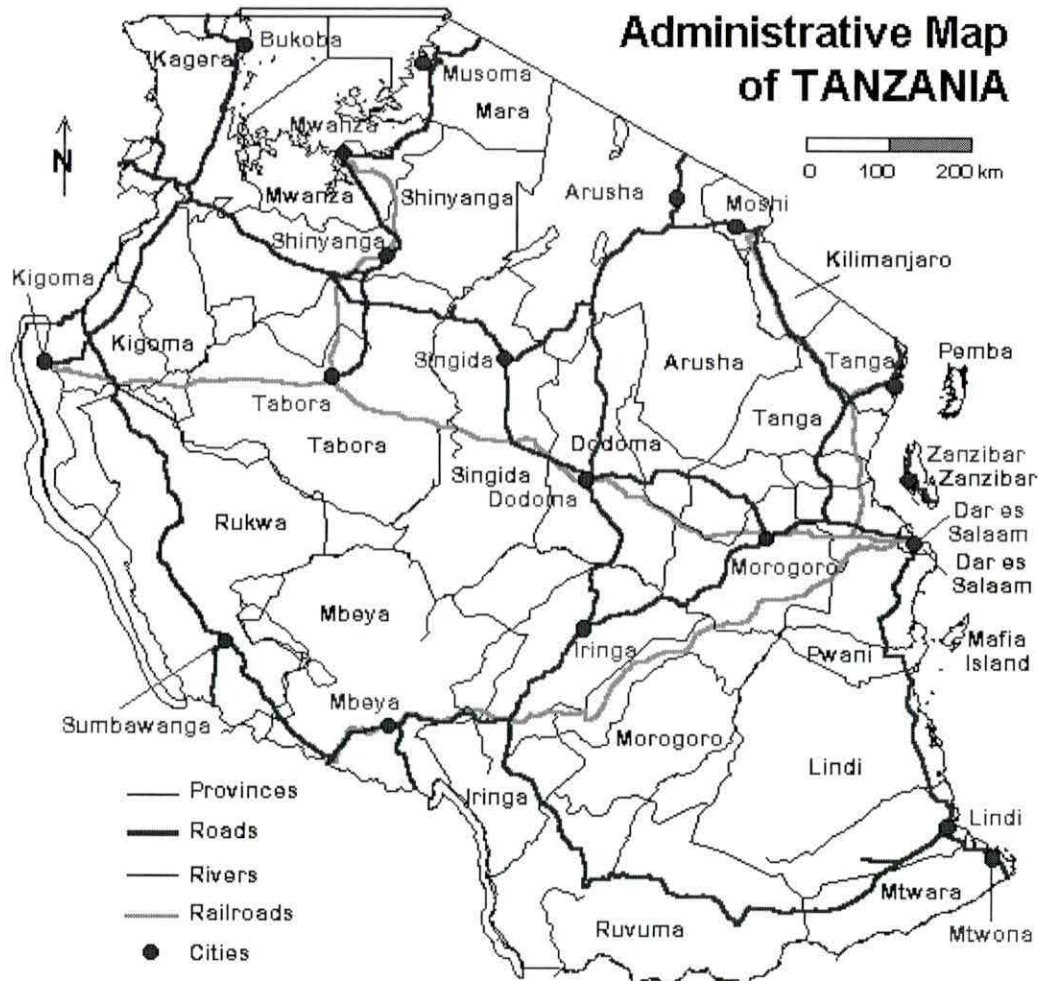 Administrative Map
of TANZANIA
0 100 200 km
N
Bukoba
Kagera
Musoma
Mara
Mwanza
Mwanza
Shinyanga
Shinyanga
Arusha
Moshi
Kilimanjaro
Kigoma
Kigoma
Singida
Arusha
Tanga
Pemba
Tabora
Tabora
Tanga
Dodoma
Singida
Dodoma
Zanzibar
Zanzibar
Rukwa
Dar es
Salaam
Dar es
Salaam
Morogoro
Mbeya
Iringa
Pwani
Mafia
Island
Mbeya
Sumbawanga
Morogoro
Lindi
Iringa
Lindi
Mtwara
Ruvuma
Mtwona
Provinces
Roads
Rivers
Railroads
Cities